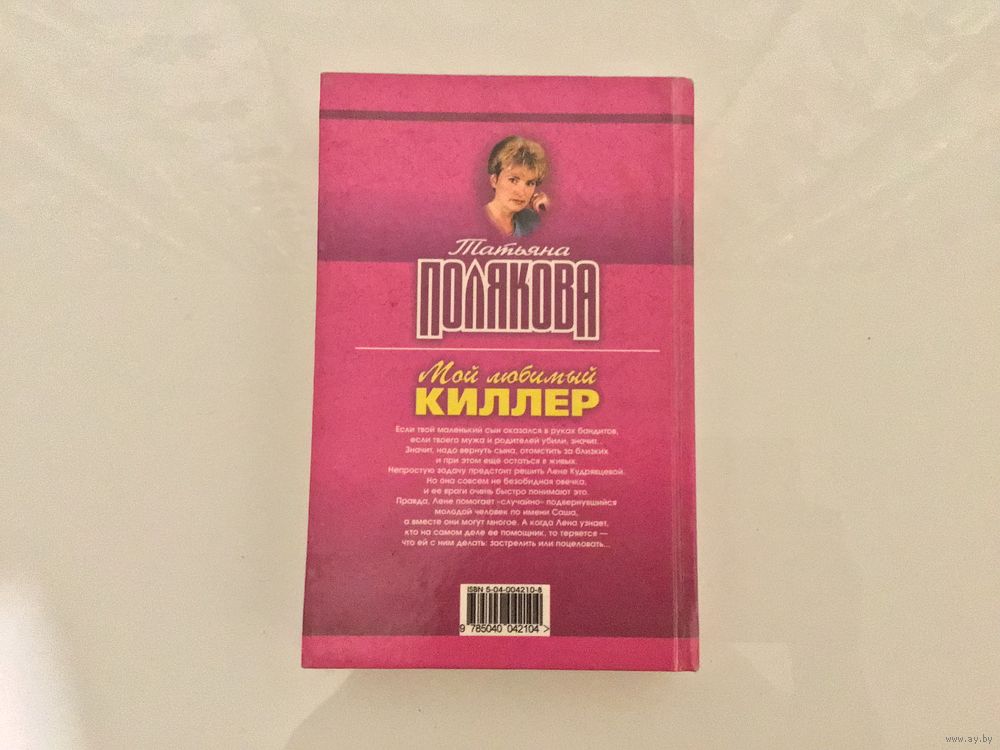 Татьяна
ПОЛЯКОВА
Мой любимый
КИЛЛЕР
Если твой маленький сын оказался в руках бандитов,
если твоего мужа и родителей убили, значит...
Значит, надо вернуть сына, отомстить за близких
и при этом еще остаться в живых.
Непростую задачу предстоит решить Лене Кудрявцевой.
Но она совсем не безобидная овечка,
и ее враги очень быстро понимают это.
Правда, Лене помогает «случайно» подвернувшийся
молодой человек по имени Саша,
а вместе они могут многое. А когда Лена узнает,
кто на самом деле ее помощник, то теряется —
что ей с ним делать: застрелить или поцеловать...
ISBN 5-04-004210-8
9 785040 042104 >
www.ay.by